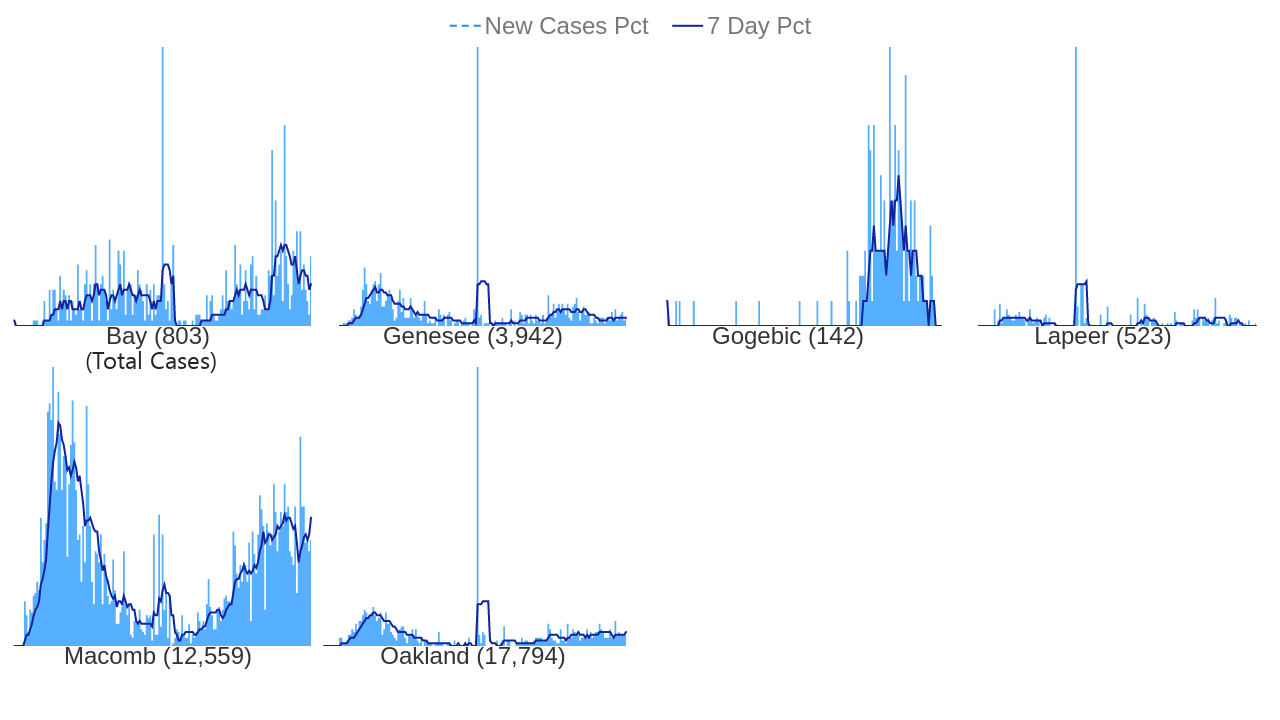 New Cases Pct 7 Day Pct
Bay (803)
(Total Cases)
Genesee (3,942)
Gogebic (142)
Lapeer (523)
Macomb (12,559)
Oakland (17,794)